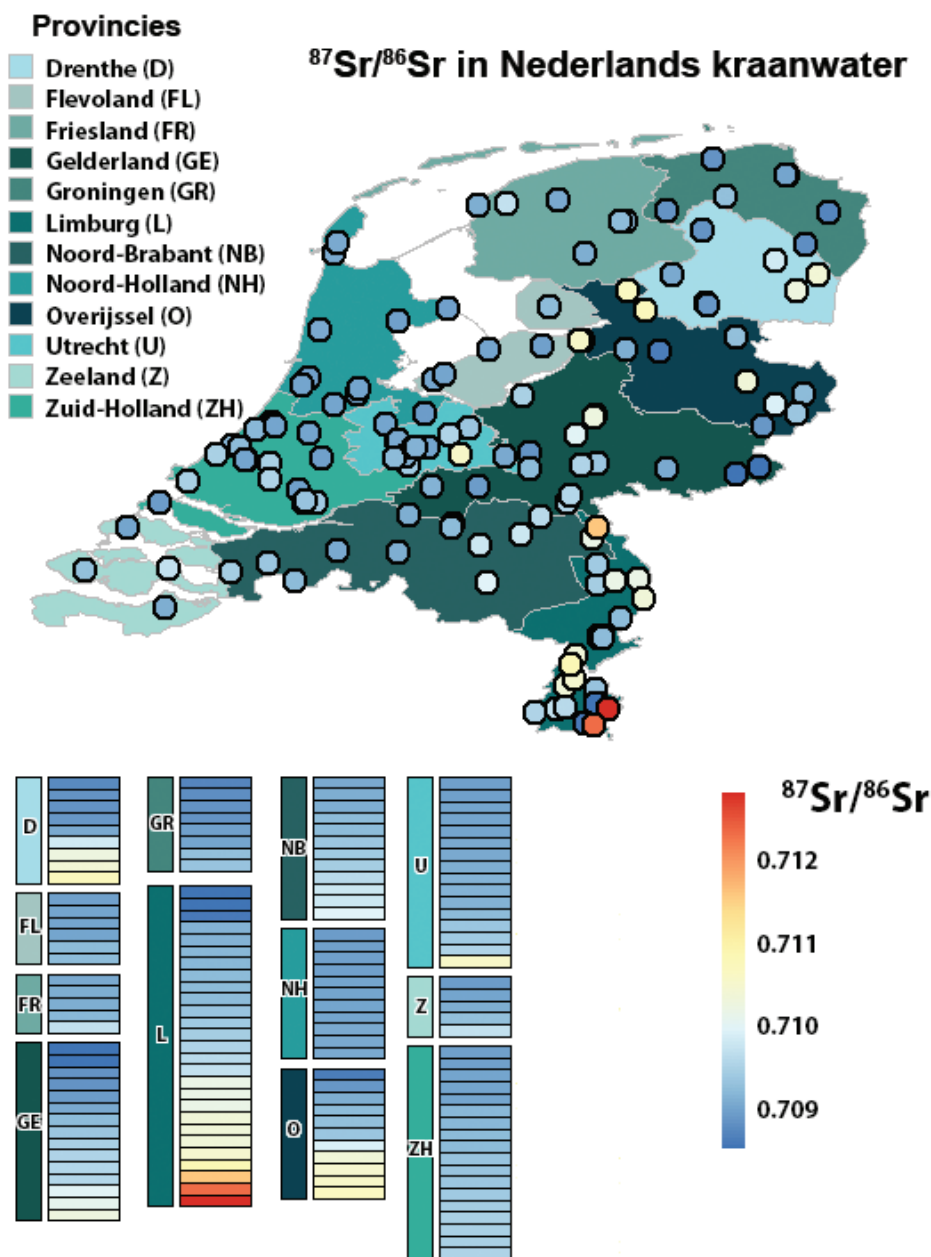 Provincies
⁸⁷Sr/⁸⁶Sr in Nederlands kraanwater
Drenthe (D)
Flevoland (FL)
Friesland (FR)
Gelderland (GE)
Groningen (GR)
Limburg (L)
Noord-Brabant (NB)
Noord-Holland (NH)
Overijssel (O)
Utrecht (U)
Zeeland (Z)
Zuid-Holland (ZH)
D
FL
FR
GE
GR
L
NB
NH
O
U
Z
ZH
⁸⁷Sr/⁸⁶Sr
0.712
0.711
0.710
0.709